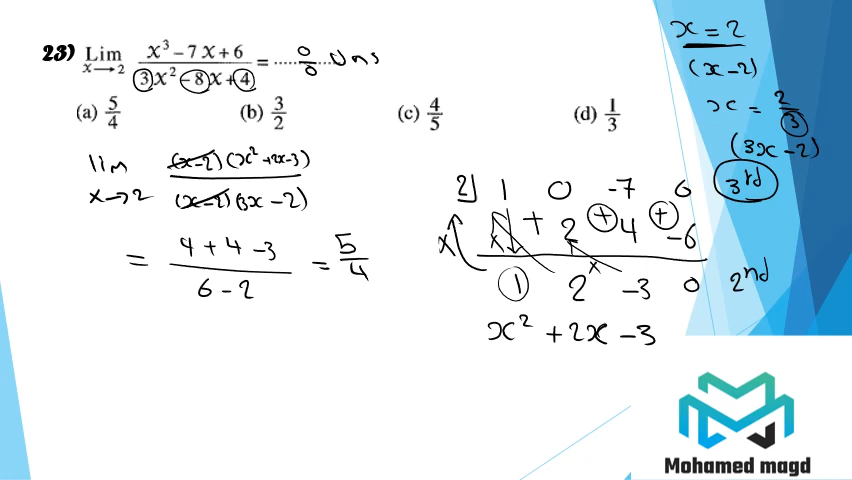 23) Lim x→2 (x³ – 7x + 6) / (3x² – 8x + 4) = ........ 0/0 ........ Uns
(a) 5/4 (b) 3/2 (c) 4/5 (d) 1/3
lim x→2 (x-2)(x²+2x-3) / (x-2)(3x-2)
= (4+4-3) / (6-2) = 5/4
x = 2
(x-2)
x = 2/3
(3x-2)
3rd
2] 1 0 -7 6
x x + 2 + 4 + -6
1 2 x -3 0 2nd
x² + 2x - 3
Mohamed magd